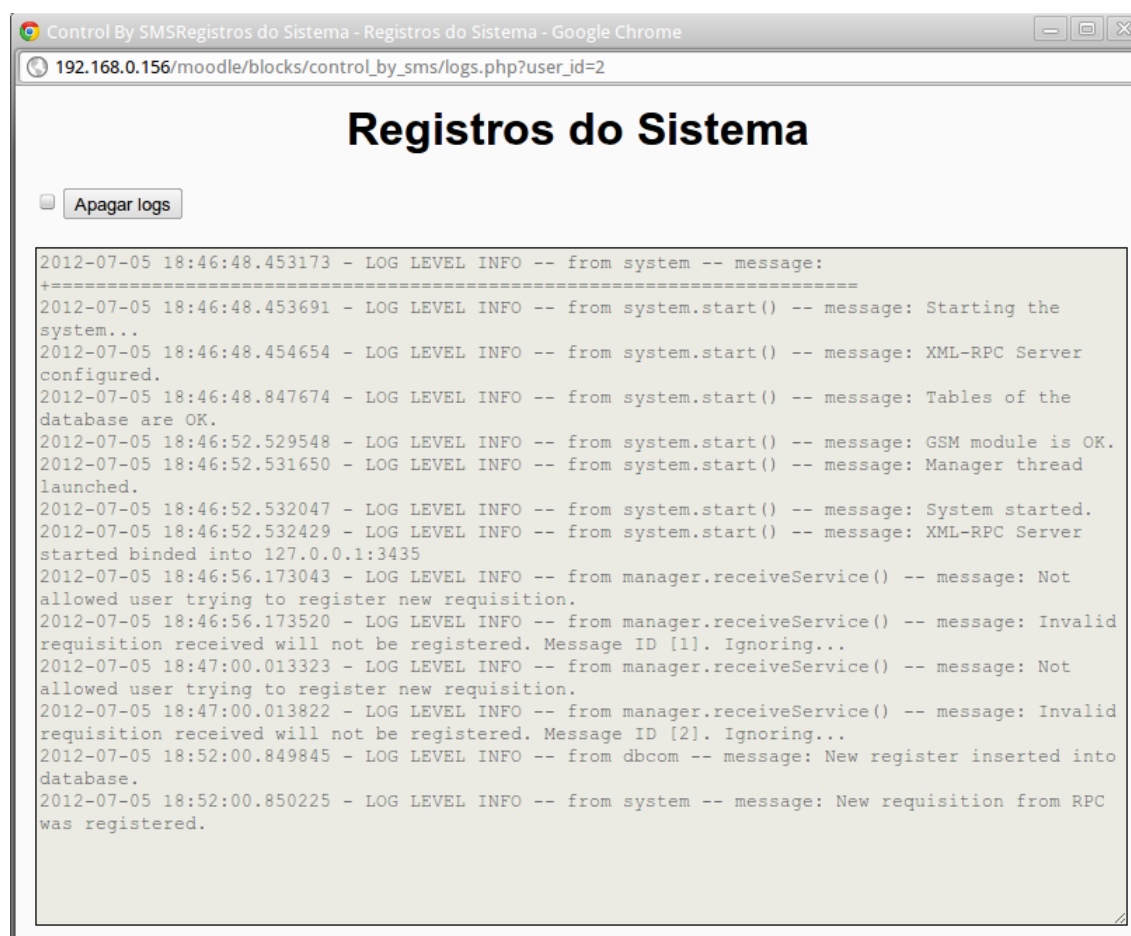 Control By SMSRegistros do Sistema - Registros do Sistema - Google Chrome
192.168.0.156/moodle/blocks/control_by_sms/logs.php?user_id=2
Registros do Sistema
Apagar logs
2012-07-05 18:46:48.453173 - LOG LEVEL INFO -- from system -- message:
+========================================================================
2012-07-05 18:46:48.453691 - LOG LEVEL INFO -- from system.start() -- message: Starting the
system...
2012-07-05 18:46:48.454654 - LOG LEVEL INFO -- from system.start() -- message: XML-RPC Server
configured.
2012-07-05 18:46:48.847674 - LOG LEVEL INFO -- from system.start() -- message: Tables of the
database are OK.
2012-07-05 18:46:52.529548 - LOG LEVEL INFO -- from system.start() -- message: GSM module is OK.
2012-07-05 18:46:52.531650 - LOG LEVEL INFO -- from system.start() -- message: Manager thread
launched.
2012-07-05 18:46:52.532047 - LOG LEVEL INFO -- from system.start() -- message: System started.
2012-07-05 18:46:52.532429 - LOG LEVEL INFO -- from system.start() -- message: XML-RPC Server
started binded into 127.0.0.1:3435
2012-07-05 18:46:56.173043 - LOG LEVEL INFO -- from manager.receiveService() -- message: Not
allowed user trying to register new requisition.
2012-07-05 18:46:56.173520 - LOG LEVEL INFO -- from manager.receiveService() -- message: Invalid
requisition received will not be registered. Message ID [1]. Ignoring...
2012-07-05 18:47:00.013323 - LOG LEVEL INFO -- from manager.receiveService() -- message: Not
allowed user trying to register new requisition.
2012-07-05 18:47:00.013822 - LOG LEVEL INFO -- from manager.receiveService() -- message: Invalid
requisition received will not be registered. Message ID [2]. Ignoring...
2012-07-05 18:52:00.849845 - LOG LEVEL INFO -- from dbcom -- message: New register inserted into
database.
2012-07-05 18:52:00.850225 - LOG LEVEL INFO -- from system -- message: New requisition from RPC
was registered.